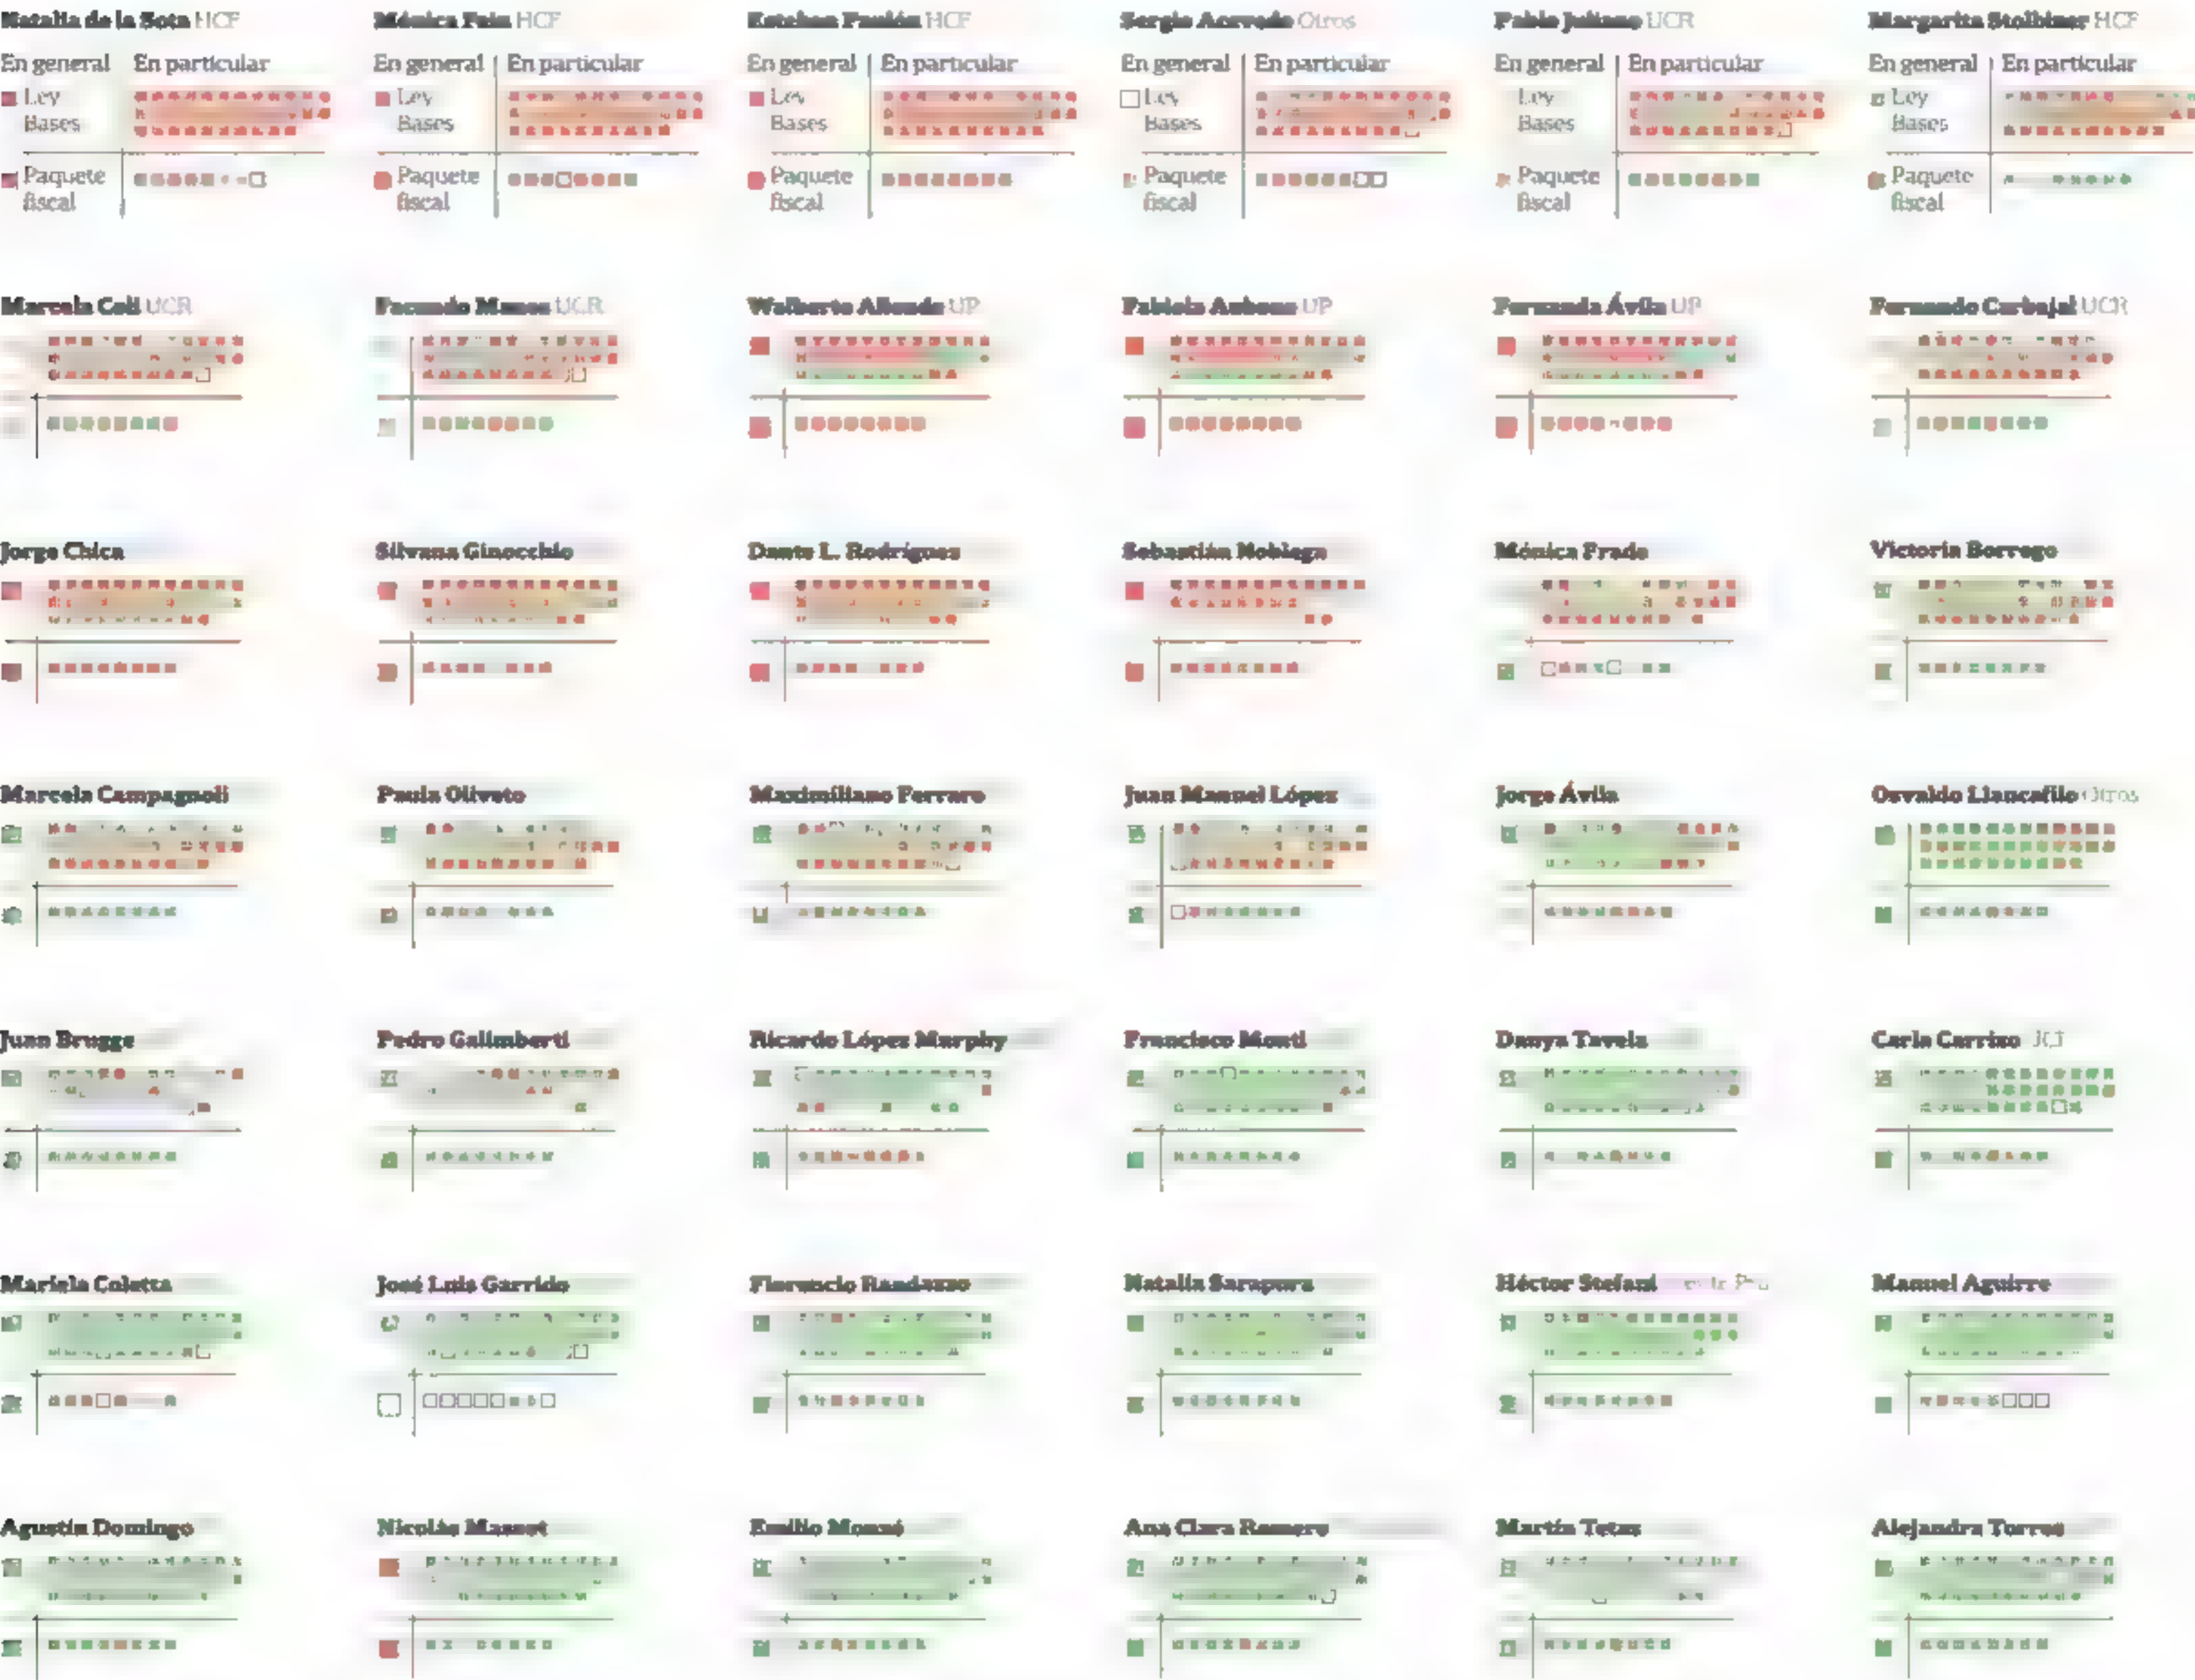 Natalia de la Sota HCF
Mónica Fein HCF
Esteban Paulón HCF
Sergio Acevedo Otros
Pablo Juliano UCR
Margarita Stolbizer HCF
En general En particular
En general En particular
En general En particular
En general En particular
En general En particular
En general En particular
Ley
Bases
Ley
Bases
Ley
Bases
Ley
Bases
Ley
Bases
Ley
Bases
Paquete
fiscal
Paquete
fiscal
Paquete
fiscal
Paquete
fiscal
Paquete
fiscal
Paquete
fiscal
Marcela Coli UCR
Facundo Manes UCR
Walberto Allende UP
Fabiola Aubone UP
Fernanda Ávila UP
Fernando Carbajal UCR
Jorge Chica
Silvana Ginocchio
Dante L. Rodríguez
Sebastián Noblega
Mónica Frade
Victoria Borrego
Marcela Campagnoli
Paula Oliveto
Maximiliano Ferraro
Juan Manuel López
Jorge Ávila
Osvaldo Llancafilo Otros
Juan Brugge
Pedro Galimberti
Ricardo López Murphy
Francisco Monti
Danya Tavela
Carla Carrizo
Mariela Coletta
José Luis Garrido
Florencio Randazzo
Natalia Sarapura
Héctor Stefani
Manuel Aguirre
Agustín Domingo
Nicolás Massot
Emilio Monzó
Ana Clara Romero
Martín Tetaz
Alejandra Torres